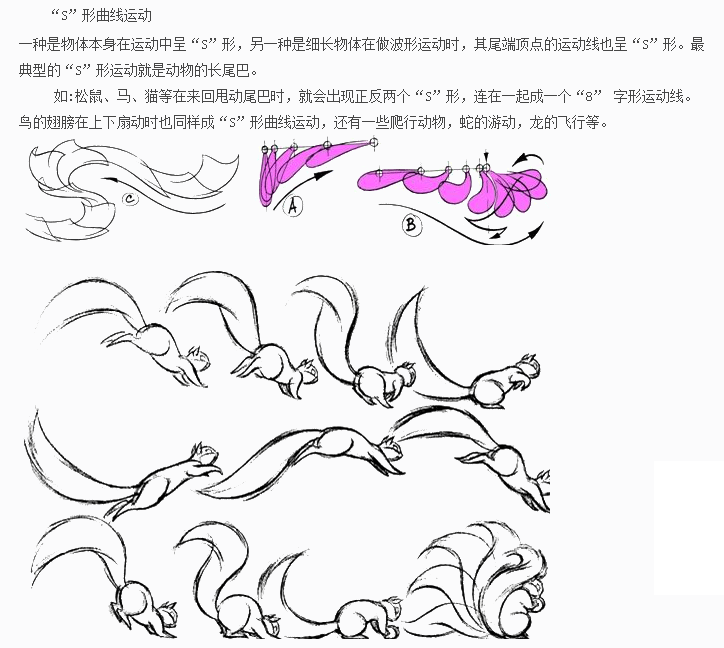 “S”形曲线运动
一种是物体本身在运动中呈“S”形，另一种是细长物体在做波形运动时，其尾端顶点的运动线也呈“S”形。最
典型的“S”形运动就是动物的长尾巴。
如:松鼠、马、猫等在来回甩动尾巴时，就会出现正反两个“S”形，连在一起成一个“8” 字形运动线。
鸟的翅膀在上下扇动时也同样成“S”形曲线运动，还有一些爬行动物，蛇的游动，龙的飞行等。
C
A
B